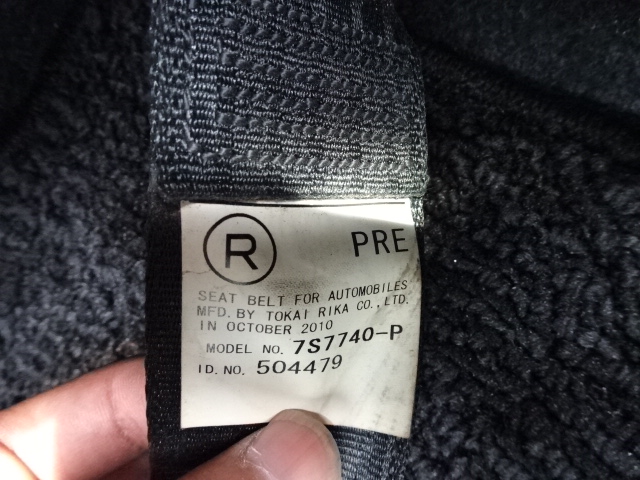 R PRE
SEAT BELT FOR AUTOMOBILES
MFD. BY TOKAI RIKA CO., LTD.
IN OCTOBER 2010
MODEL NO. 7S7740-P
ID. NO. 504479